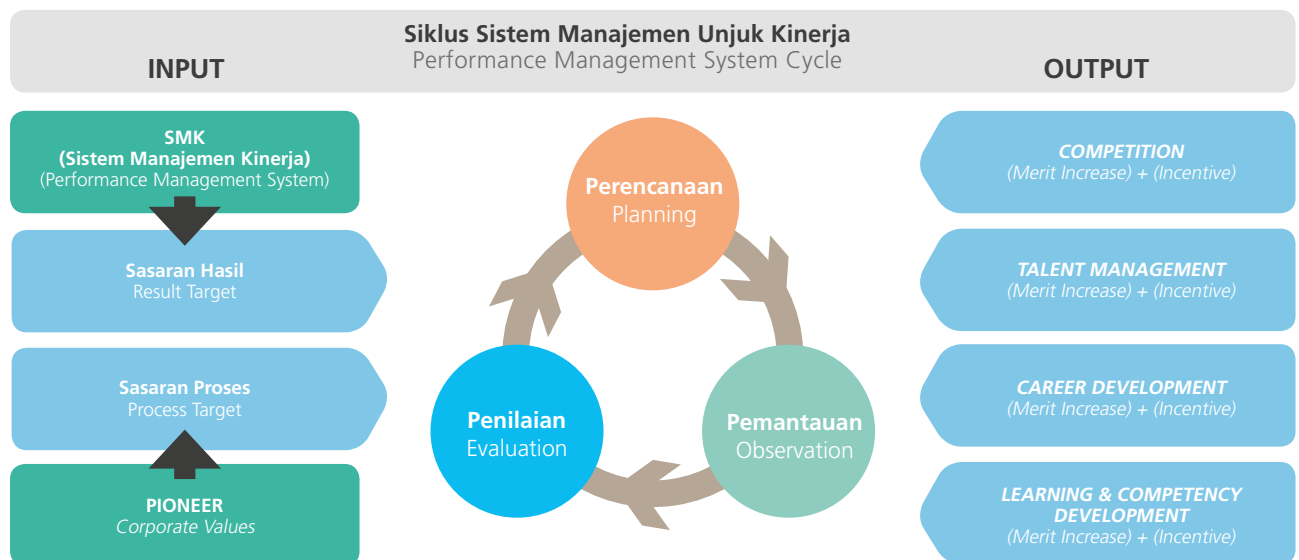 Siklus Sistem Manajemen Unjuk Kinerja
Performance Management System Cycle
INPUT
OUTPUT
SMK
(Sistem Manajemen Kinerja)
(Performance Management System)
Sasaran Hasil
Result Target
Sasaran Proses
Process Target
PIONEER
Corporate Values
Perencanaan
Planning
Penilaian
Evaluation
Pemantauan
Observation
COMPETITION
(Merit Increase) + (Incentive)
TALENT MANAGEMENT
(Merit Increase) + (Incentive)
CAREER DEVELOPMENT
(Merit Increase) + (Incentive)
LEARNING & COMPETENCY
DEVELOPMENT
(Merit Increase) + (Incentive)